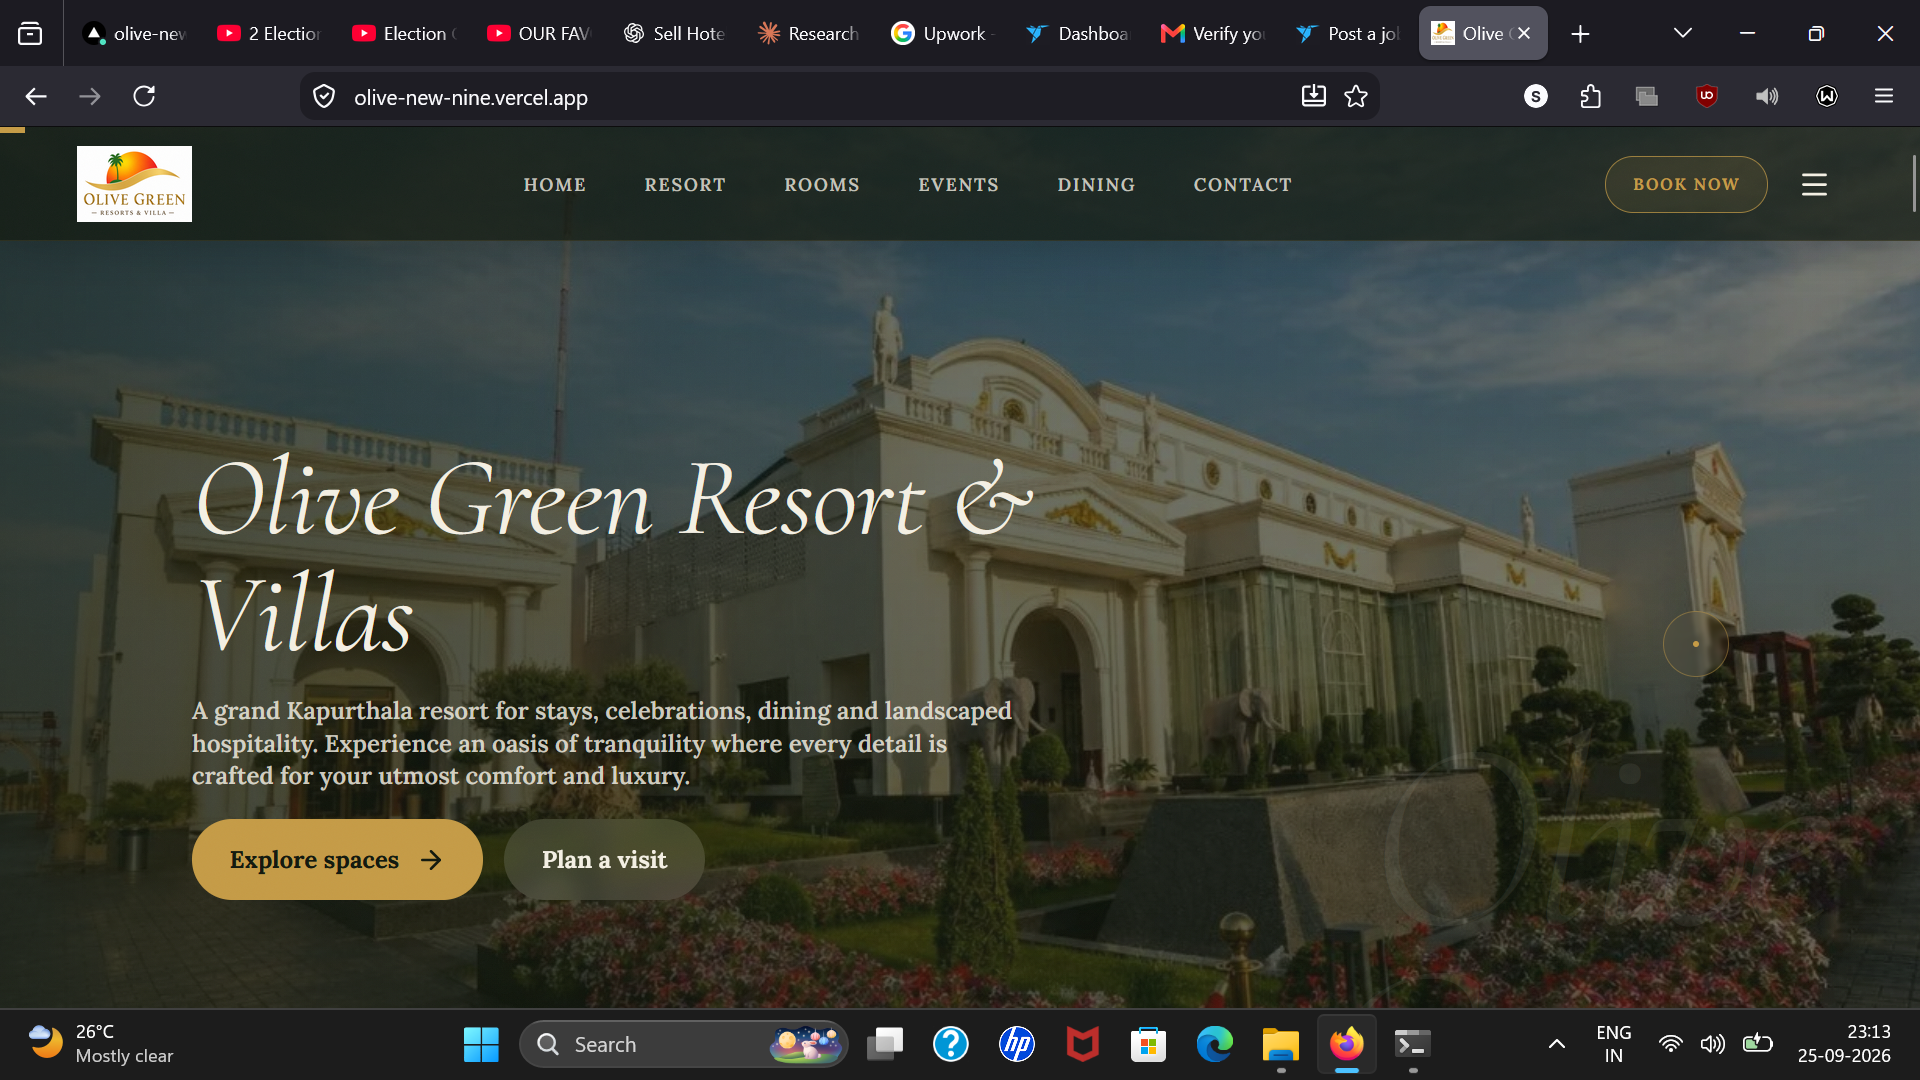 olive-new
2 Election
Election
OUR FAV
Sell Hote
Research
Upwork -
Dashboa
Verify yo
Post a jo
Olive
olive-new-nine.vercel.app
OLIVE GREEN
– RESORTS & VILLA –
HOME
RESORT
ROOMS
EVENTS
DINING
CONTACT
BOOK NOW
Olive Green Resort &
Villas
A grand Kapurthala resort for stays, celebrations, dining and landscaped
hospitality. Experience an oasis of tranquility where every detail is
crafted for your utmost comfort and luxury.
Explore spaces
Plan a visit
26°C
Mostly clear
Search
ENG
IN
23:13
25-09-2026